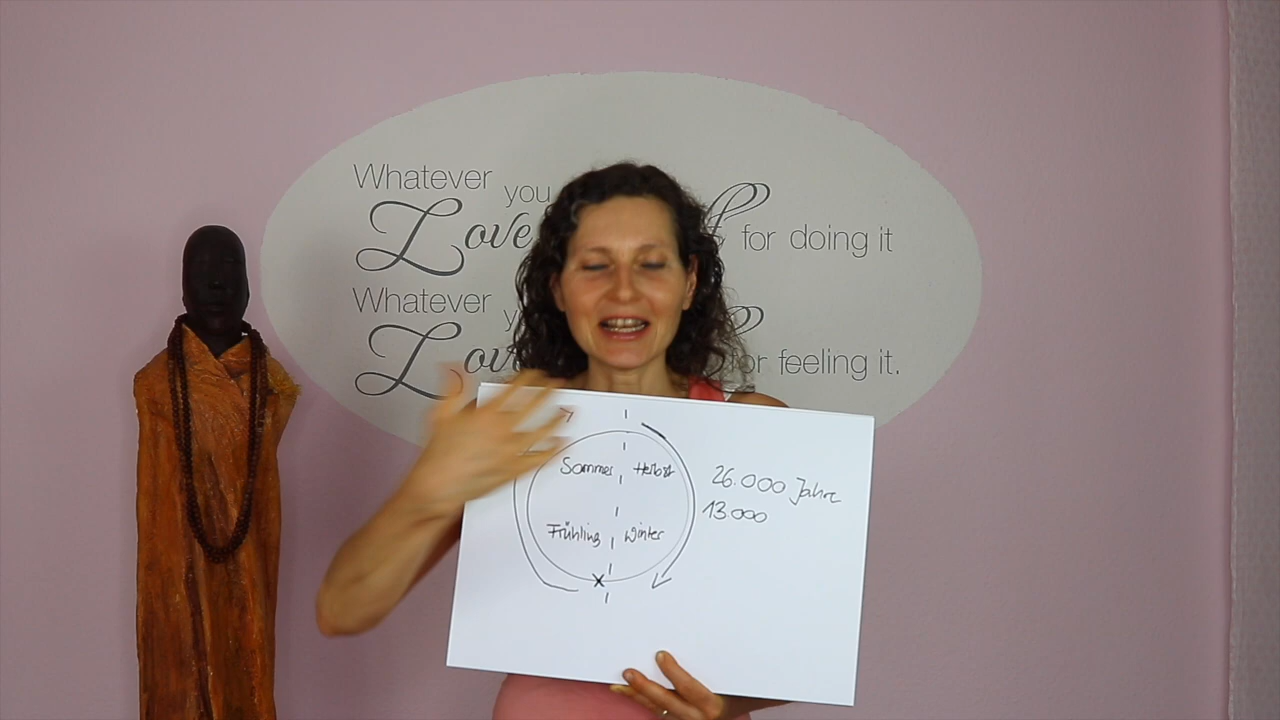 Whatever you
Love for doing it
Whatever
for feeling it.
Sommer Herbst
26.000 Jahre
13.000
Frühling Winter
X